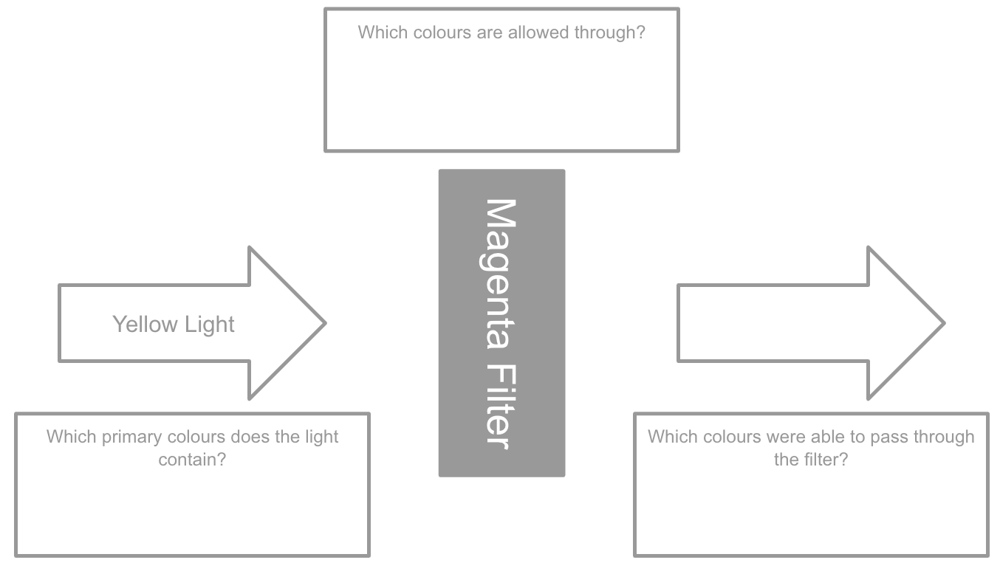 Which colours are allowed through?
Magenta Filter
Yellow Light
Which primary colours does the light
contain?
Which colours were able to pass through
the filter?